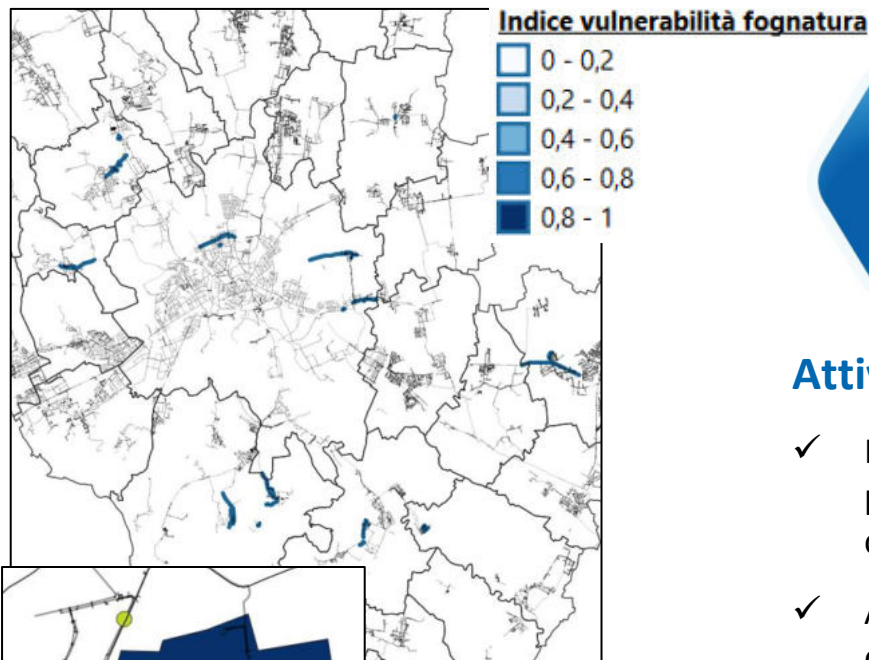 Indice vulnerabilità fognatura
0 - 0,2
0,2 - 0,4
0,4 - 0,6
0,6 - 0,8
0,8 - 1